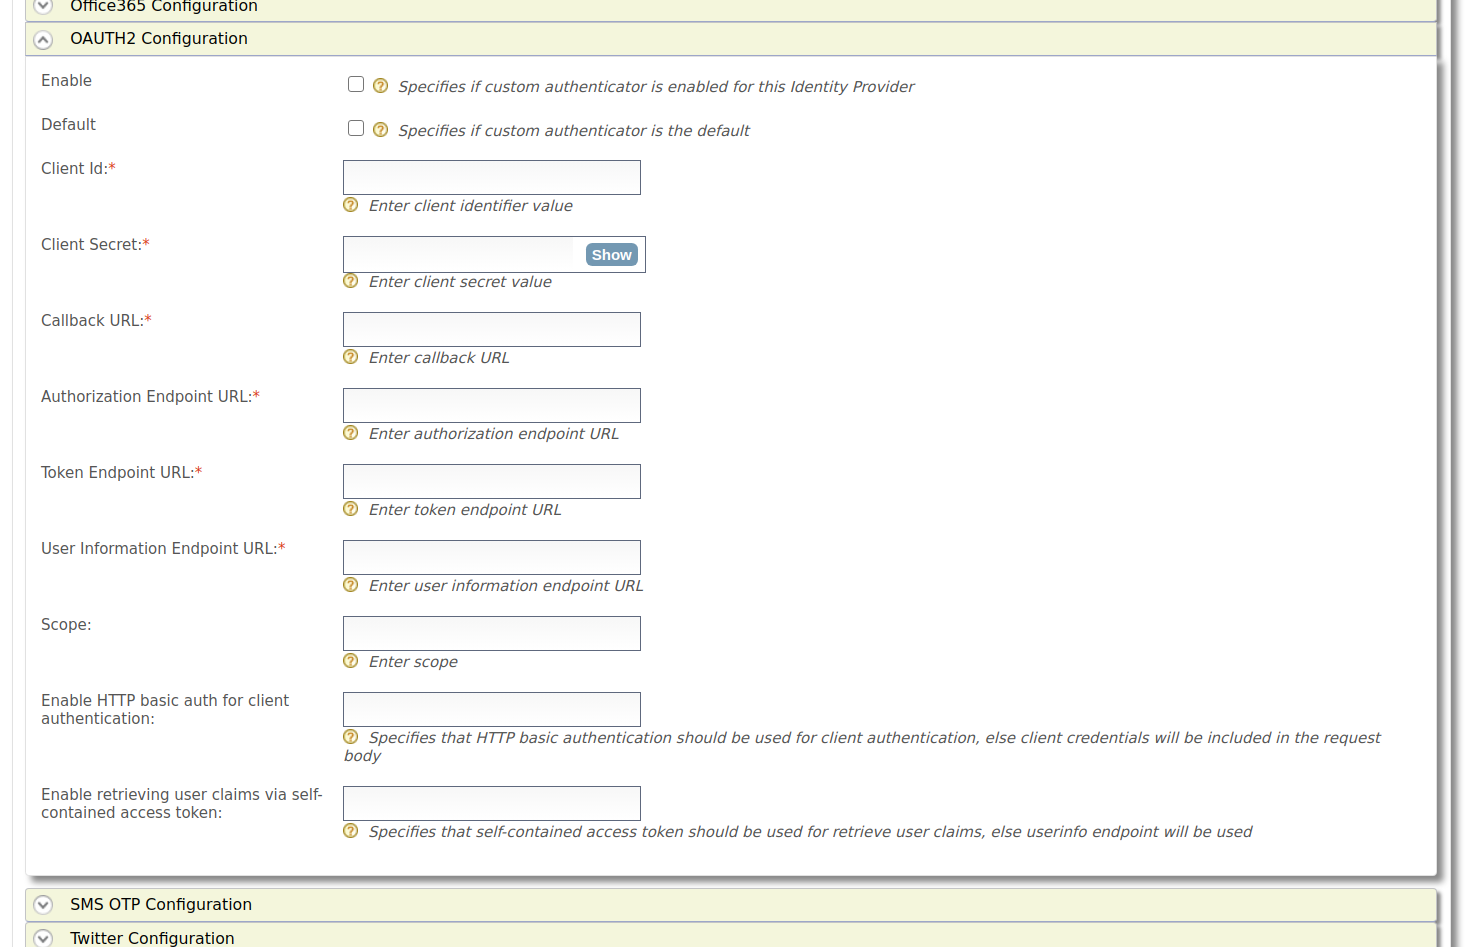 Office365 Configuration
OAUTH2 Configuration
Enable
Specifies if custom authenticator is enabled for this Identity Provider
Default
Specifies if custom authenticator is the default
Client Id:*
Enter client identifier value
Client Secret:*
Show
Enter client secret value
Callback URL:*
Enter callback URL
Authorization Endpoint URL:*
Enter authorization endpoint URL
Token Endpoint URL:*
Enter token endpoint URL
User Information Endpoint URL:*
Enter user information endpoint URL
Scope:
Enter scope
Enable HTTP basic auth for client
authentication:
Specifies that HTTP basic authentication should be used for client authentication, else client credentials will be included in the request
body
Enable retrieving user claims via self-
contained access token:
Specifies that self-contained access token should be used for retrieve user claims, else userinfo endpoint will be used
SMS OTP Configuration
Twitter Configuration